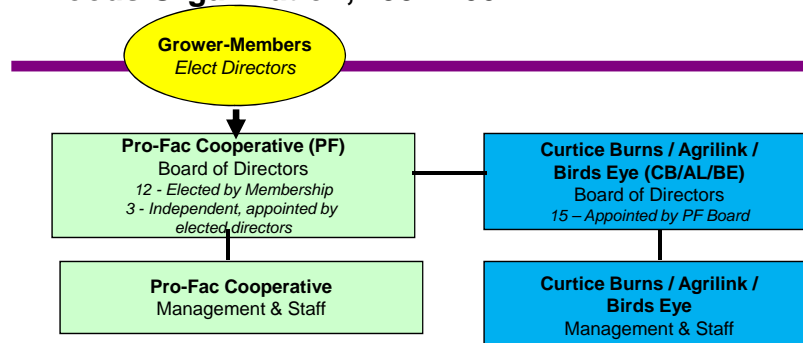 Grower-Members
Elect Directors
Pro-Fac Cooperative (PF)
Board of Directors
12 - Elected by Membership
3 - Independent, appointed by
elected directors
Curtice Burns / Agrilink /
Birds Eye (CB/AL/BE)
Board of Directors
15 – Appointed by PF Board
Pro-Fac Cooperative
Management & Staff
Curtice Burns / Agrilink /
Birds Eye
Management & Staff